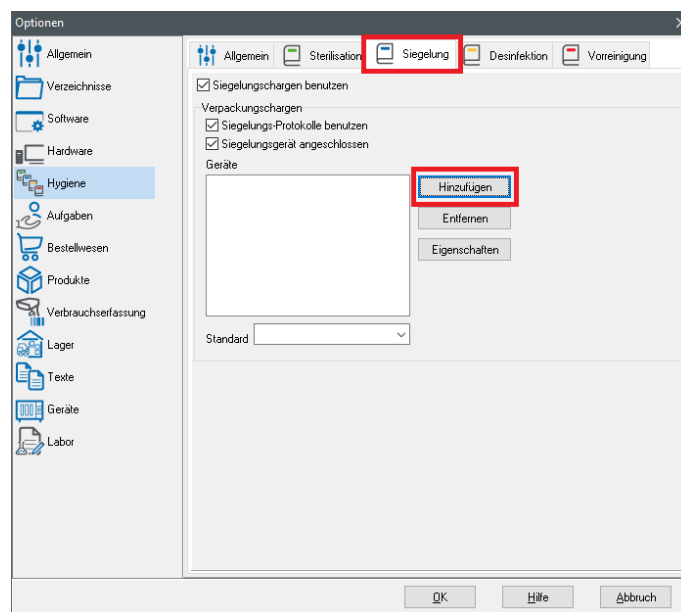 Optionen
Allgemein
Verzeichnisse
Software
Hardware
Hygiene
Aufgaben
Bestellwesen
Produkte
Verbrauchserfassung
Lager
Texte
Geräte
Labor
Allgemein Sterilisation Siegelung Desinfektion Vorreinigung
Siegelungschargen benutzen
Verpackungschargen
Siegelungs-Protokolle benutzen
Siegelungsgerät angeschlossen
Geräte
Hinzufügen
Entfernen
Eigenschaften
Standard
OK Hilfe Abbruch